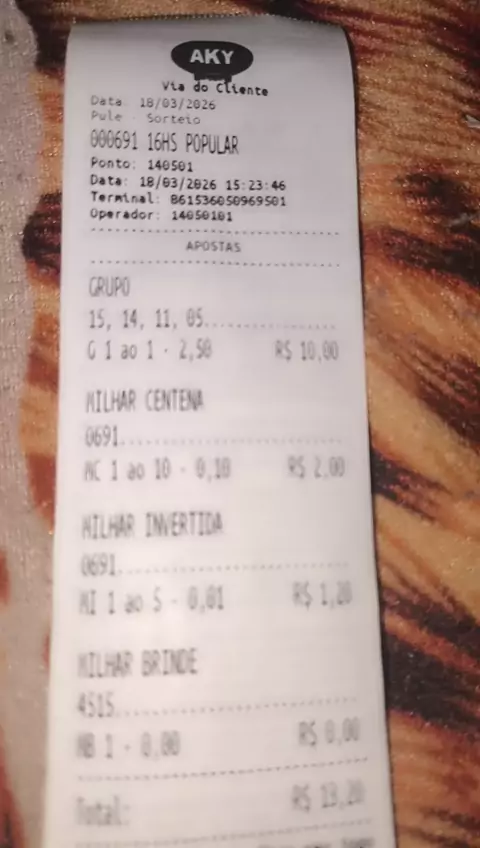 AKY
Via do Cliente
Data: 18/03/2026
Pule - Sorteio
000691 16HS POPULAR
Ponto: 140501
Data: 18/03/2026 15:23:46
Terminal: 861536050969501
Operador: 14050101
APOSTAS
GRUPO
15, 14, 11, 05
G 1 ao 1 - 2,50 R$ 10,00
MILHAR CENTENA
0691
MC 1 ao 10 - 0,10 R$ 2,00
MILHAR INVERTIDA
0691
MI 1 ao 5 - 0,01 R$ 1,20
MILHAR BRINDE
4515
MB 1 - 0,00 R$ 0,00
Total: R$ 13,20